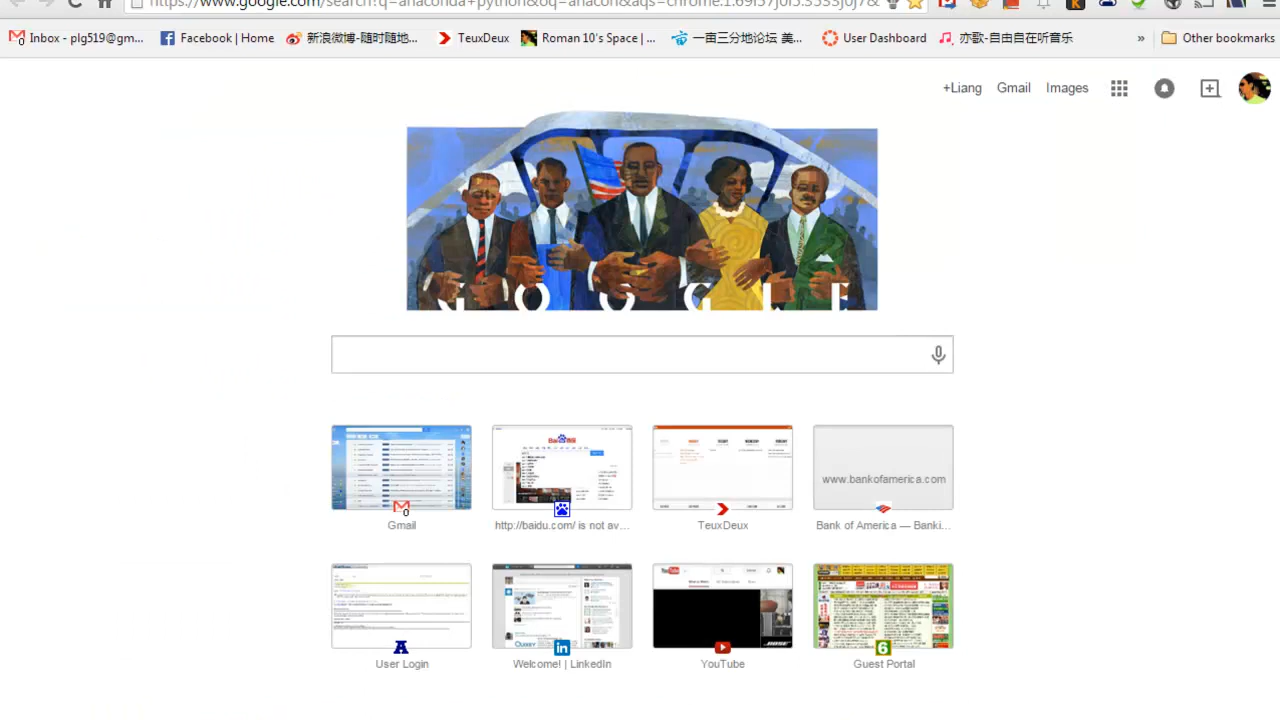 https://www.google.com/search?q=anaconda+python&oq=anacon&aqs=chrome.1.69i57j0l5.3533j0j7&
Inbox - plg519@gm... Facebook | Home 新浪微博-随时随地... TeuxDeux Roman 10's Space | ... 一亩三分地论坛 美... User Dashboard 亦歌-自由自在听音乐 » Other bookmarks
+Liang Gmail Images
GOOGLE
www.bankofamerica.com
Gmail http://baidu.com/ is not av... TeuxDeux Bank of America — Banki...
User Login Welcome! | LinkedIn YouTube Guest Portal